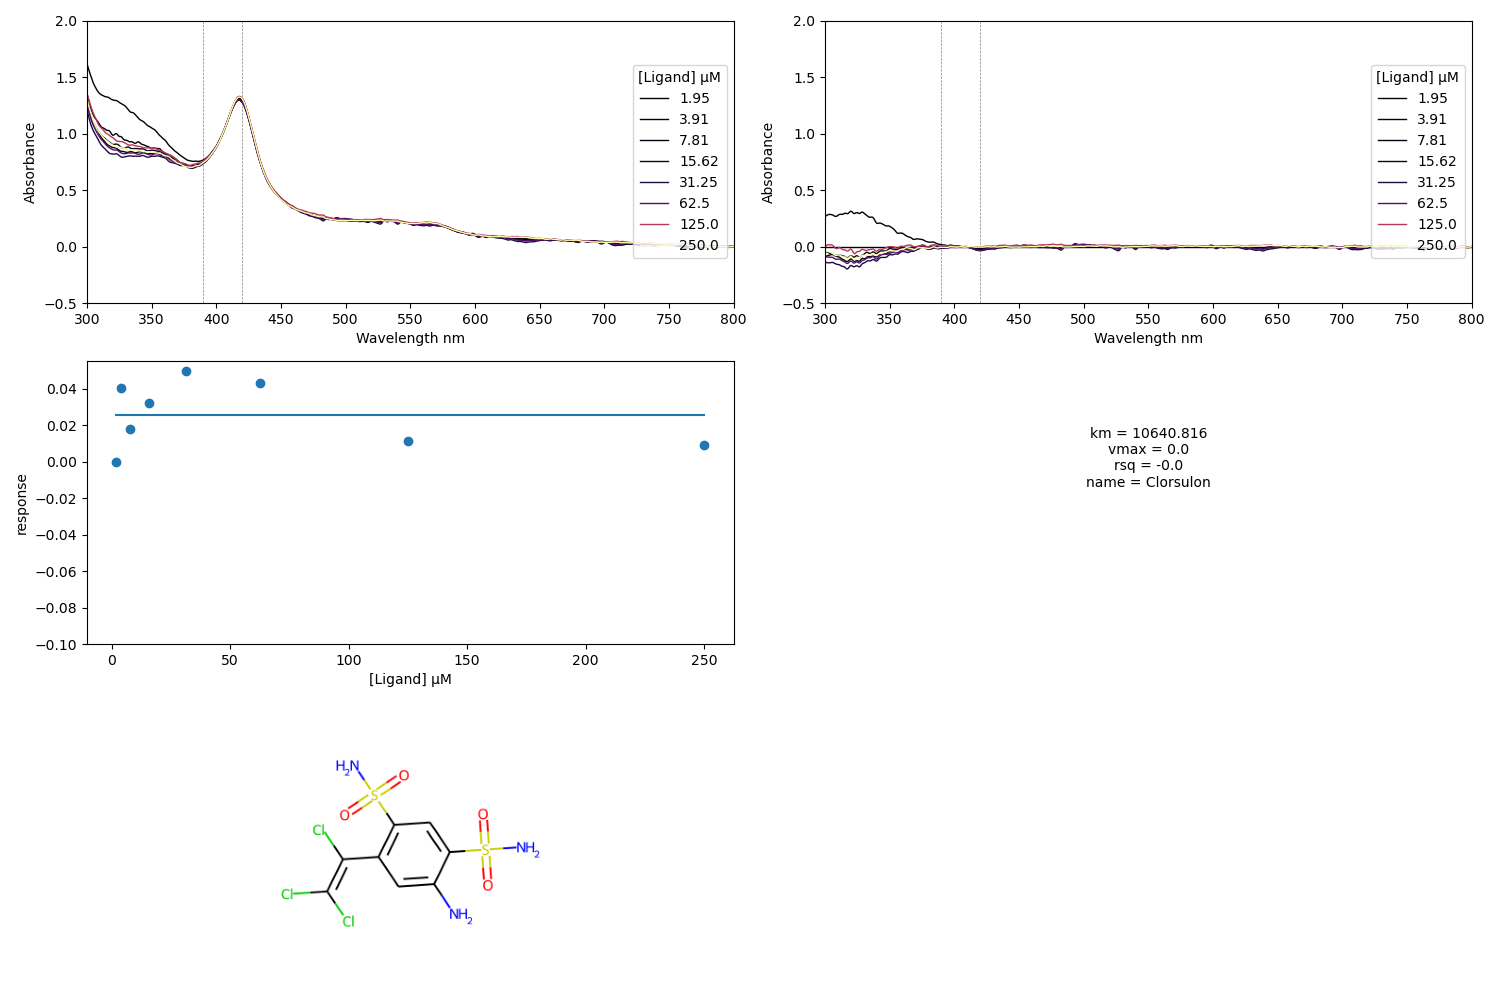 2.0
1.5
1.0
0.5
0.0
−0.5
Absorbance
300 350 400 450 500 550 600 650 700 750 800
Wavelength nm
[Ligand] µM
1.95
3.91
7.81
15.62
31.25
62.5
125.0
250.0
2.0
1.5
1.0
0.5
0.0
−0.5
Absorbance
300 350 400 450 500 550 600 650 700 750 800
Wavelength nm
[Ligand] µM
1.95
3.91
7.81
15.62
31.25
62.5
125.0
250.0
0.04
0.02
0.00
−0.02
−0.04
−0.06
−0.08
−0.10
response
0 50 100 150 200 250
[Ligand] µM
km = 10640.816
vmax = 0.0
rsq = -0.0
name = Clorsulon
H2N
O
S
O
Cl
O
S
NH2
O
Cl
Cl
NH2